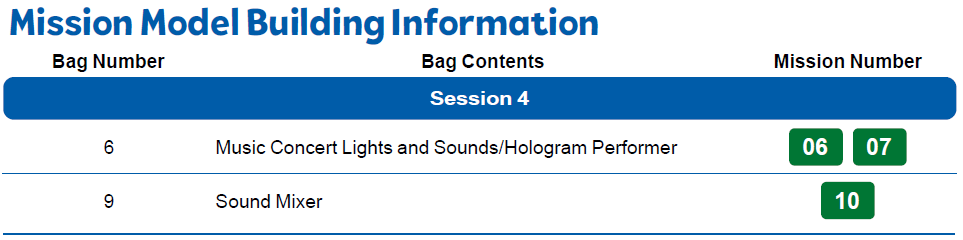 Mission Model Building Information
Bag Number Bag Contents Mission Number
Session 4
6 Music Concert Lights and Sounds/Hologram Performer 06 07
9 Sound Mixer 10